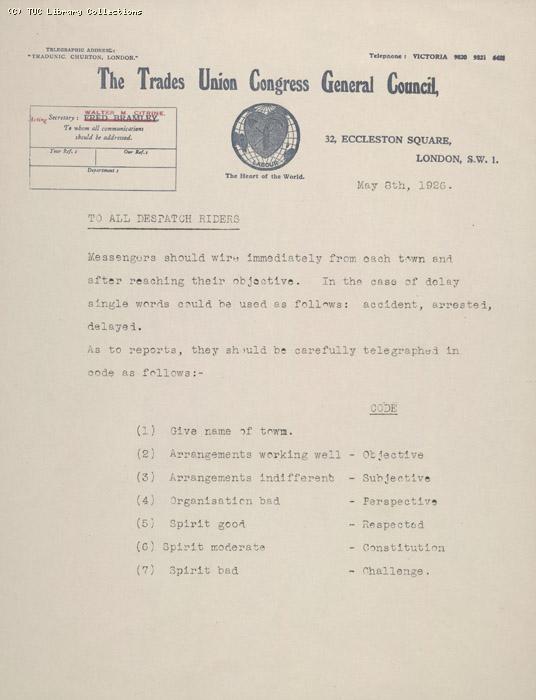 (C) TUC Library Collections
TELEGRAPHIC ADDRESS:
"TRADUNIC, CHURTON, LONDON."
Telephone: VICTORIA 9820 9821 6408
The Trades Union Congress General Council,
WALTER M. CITRINE.
Acting Secretary: FRED BRAMLEY.
To whom all communications
should be addressed.
Your Ref.: Our Ref.:
Department:
LABOUR
The Heart of the World.
32, ECCLESTON SQUARE,
LONDON, S.W. 1.
May 8th, 1926.
TO ALL DESPATCH RIDERS
Messengers should wire immediately from each town and
after reaching their objective. In the case of delay
single words could be used as follows: accident, arrested,
delayed.
As to reports, they should be carefully telegraphed in
code as follows:-
CODE
(1) Give name of town.
(2) Arrangements working well - Objective
(3) Arrangements indifferent - Subjective
(4) Organisation bad - Perspective
(5) Spirit good - Respected
(6) Spirit moderate - Constitution
(7) Spirit bad - Challenge.